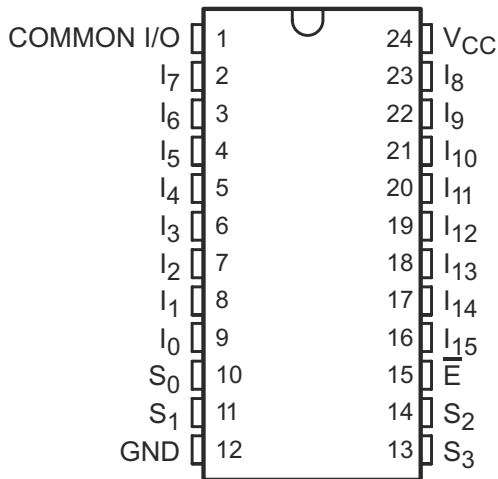 COMMON I/O 1 24 VCC
I7 2 23 I8
I6 3 22 I9
I5 4 21 I10
I4 5 20 I11
I3 6 19 I12
I2 7 18 I13
I1 8 17 I14
I0 9 16 I15
S0 10 15 E̅
S1 11 14 S2
GND 12 13 S3